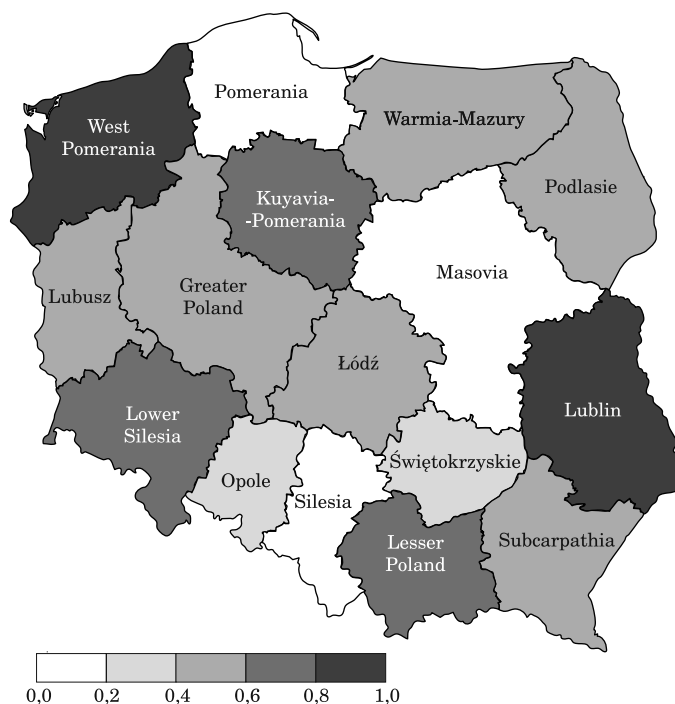 Pomerania
West
Pomerania
Warmia-Mazury
Podlasie
Kuyavia-
-Pomerania
Masovia
Lubusz
Greater
Poland
Łódź
Lower
Silesia
Lublin
Opole
Silesia
Świętokrzyskie
Lesser
Poland
Subcarpathia
0,0 0,2 0,4 0,6 0,8 1,0